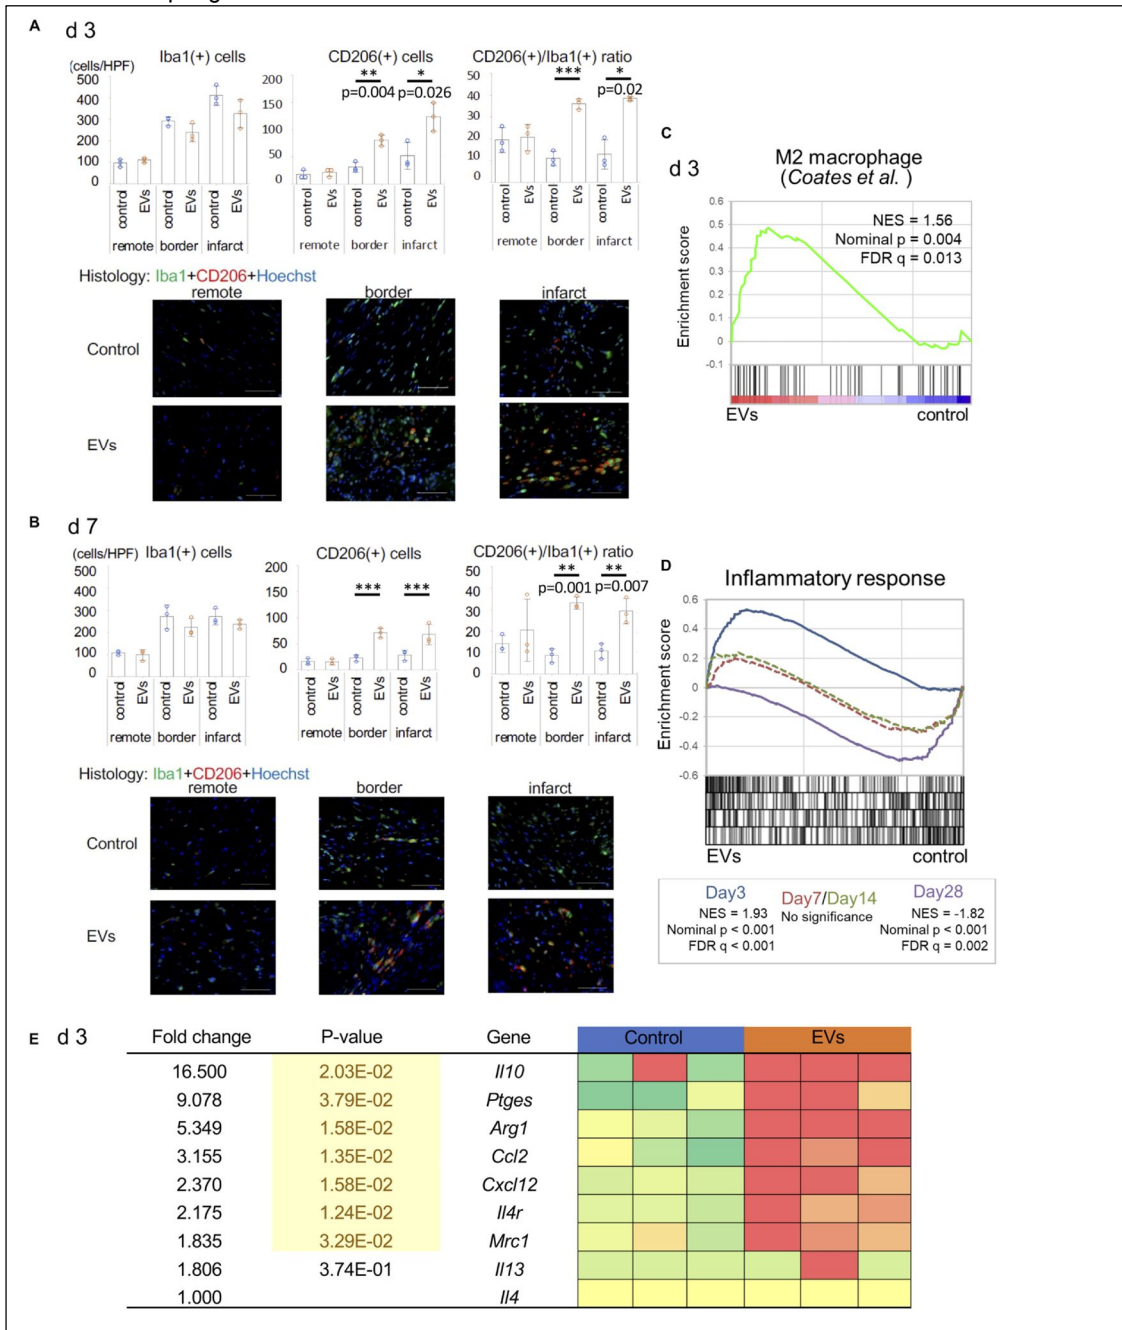 A d 3
Iba1(+) cells
CD206(+) cells
CD206(+)/Iba1(+) ratio
(cells/HPF)
500
400
300
200
100
0
200
150
100
50
0
50
40
30
20
10
0
**
p=0.004
*
p=0.026
***
*
p=0.02
control EVs control EVs control EVs
remote border infarct
control EVs control EVs control EVs
remote border infarct
control EVs control EVs control EVs
remote border infarct
Histology: Iba1+CD206+Hoechst
remote border infarct
Control
EVs
C
d 3
M2 macrophage
(Coates et al. )
NES = 1.56
Nominal p = 0.004
FDR q = 0.013
Enrichment score
0.6
0.5
0.4
0.3
0.2
0.1
0
-0.1
EVs control
B d 7
(cells/HPF) Iba1(+) cells
CD206(+) cells
CD206(+)/Iba1(+) ratio
500
400
300
200
100
0
200
150
100
50
0
50
40
30
20
10
0
***
***
**
p=0.001
**
p=0.007
control EVs control EVs control EVs
remote border infarct
control EVs control EVs control EVs
remote border infarct
control EVs control EVs control EVs
remote border infarct
Histology: Iba1+CD206+Hoechst
remote border infarct
Control
EVs
D
Inflammatory response
Enrichment score
0.6
0.4
0.2
0
-0.2
-0.4
-0.6
EVs control
Day3
NES = 1.93
Nominal p < 0.001
FDR q < 0.001
Day7/Day14
No significance
Day28
NES = -1.82
Nominal p < 0.001
FDR q = 0.002
E d 3
Fold change P-value Gene Control EVs
16.500 2.03E-02 Il10
9.078 3.79E-02 Ptges
5.349 1.58E-02 Arg1
3.155 1.35E-02 Ccl2
2.370 1.58E-02 Cxcl12
2.175 1.24E-02 Il4r
1.835 3.29E-02 Mrc1
1.806 3.74E-01 Il13
1.000 Il4